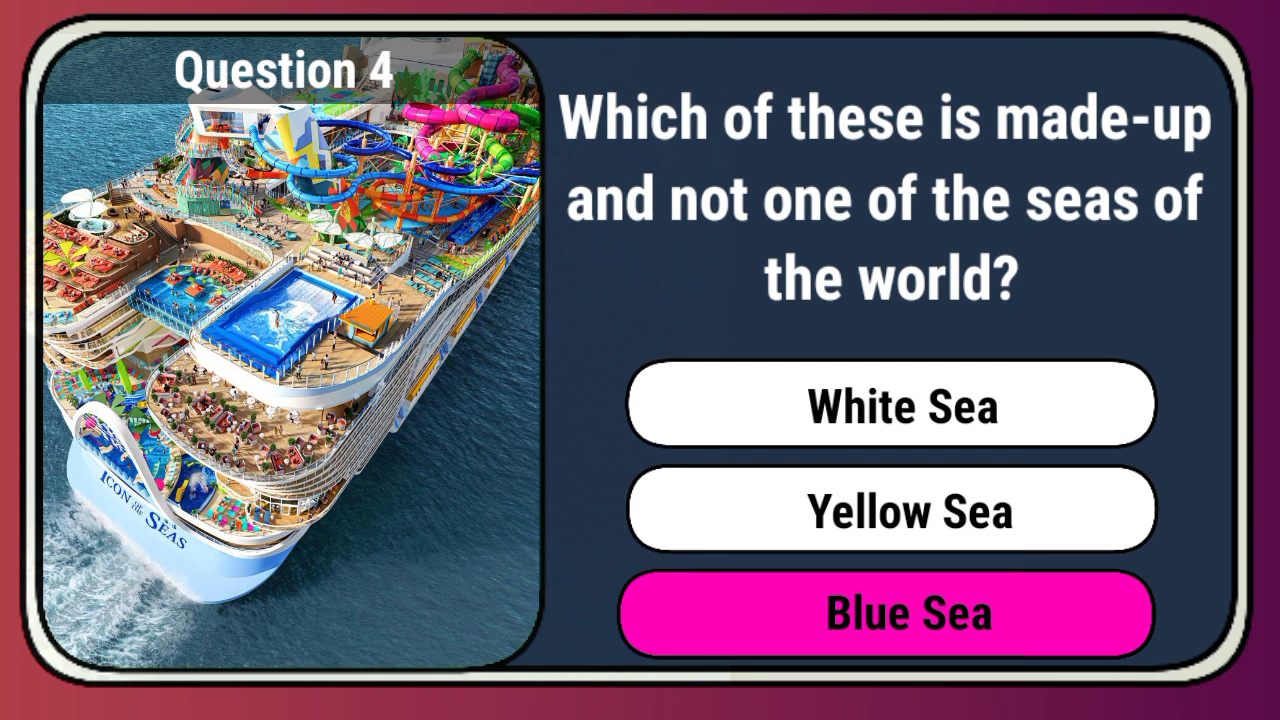 Question 4
Which of these is made-up
and not one of the seas of
the world?
White Sea
Yellow Sea
Blue Sea
ICON OF THE
SEAS